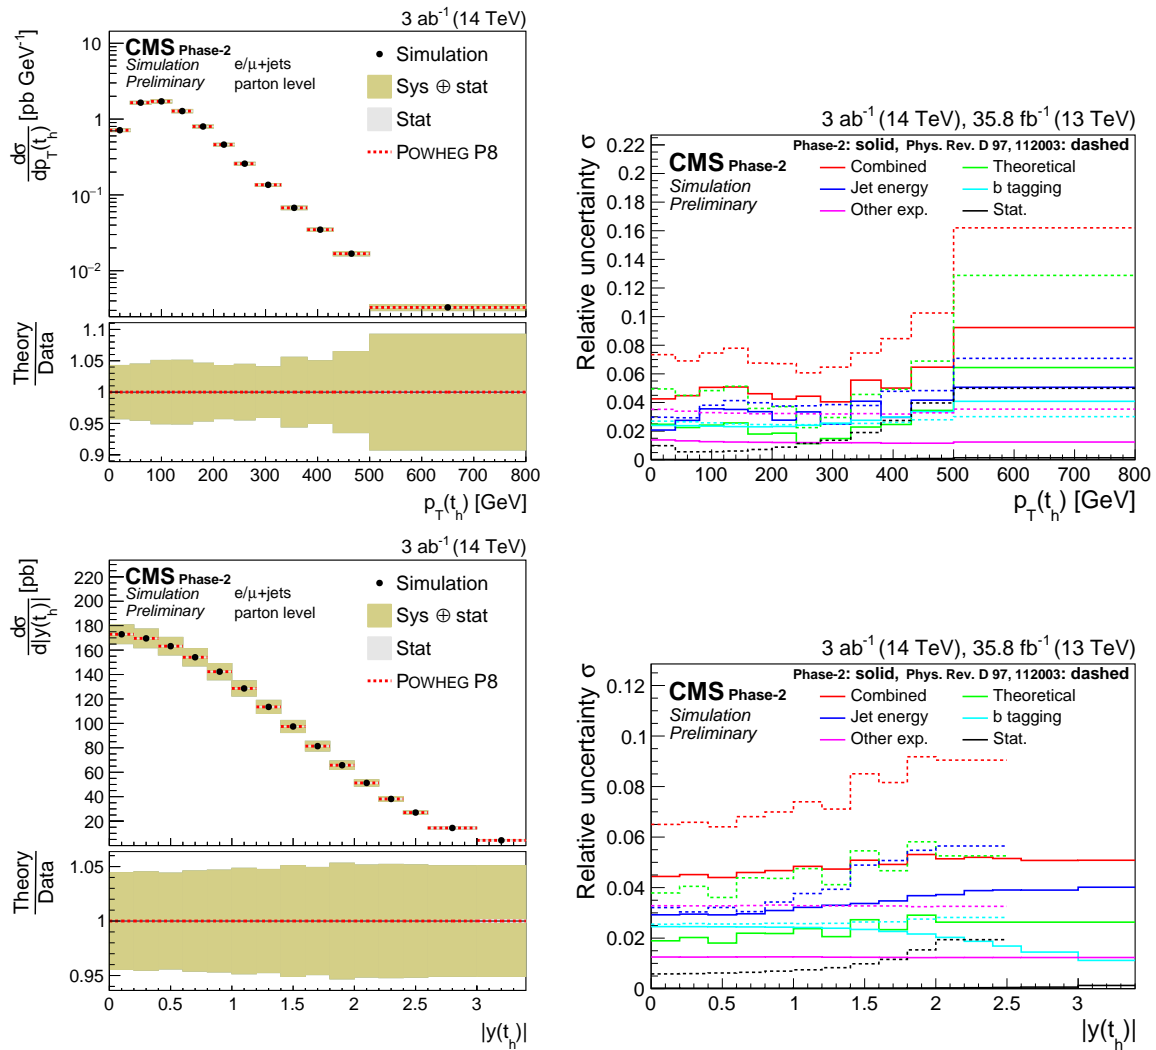 3 ab⁻¹ (14 TeV)
CMS Phase-2
Simulation
Preliminary
e/μ+jets
parton level
Simulation
Sys ⊕ stat
Stat
POWHEG P8
dσ/dp_T(t_h) [pb GeV⁻¹]
10
1
10⁻¹
10⁻²
Theory/Data
1.1
1.05
1
0.95
0.9
0 100 200 300 400 500 600 700 800
p_T(t_h) [GeV]
3 ab⁻¹ (14 TeV), 35.8 fb⁻¹ (13 TeV)
Phase-2: solid, Phys. Rev. D 97, 112003: dashed
CMS Phase-2
Simulation
Preliminary
Combined
Theoretical
Jet energy
b tagging
Other exp.
Stat.
Relative uncertainty σ
0.22
0.2
0.18
0.16
0.14
0.12
0.1
0.08
0.06
0.04
0.02
0
0 100 200 300 400 500 600 700 800
p_T(t_h) [GeV]
3 ab⁻¹ (14 TeV)
CMS Phase-2
Simulation
Preliminary
e/μ+jets
parton level
Simulation
Sys ⊕ stat
Stat
POWHEG P8
dσ/d|y(t_h)| [pb]
220
200
180
160
140
120
100
80
60
40
20
Theory/Data
1.05
1
0.95
0 0.5 1 1.5 2 2.5 3
|y(t_h)|
3 ab⁻¹ (14 TeV), 35.8 fb⁻¹ (13 TeV)
Phase-2: solid, Phys. Rev. D 97, 112003: dashed
CMS Phase-2
Simulation
Preliminary
Combined
Theoretical
Jet energy
b tagging
Other exp.
Stat.
Relative uncertainty σ
0.12
0.1
0.08
0.06
0.04
0.02
0
0 0.5 1 1.5 2 2.5 3
|y(t_h)|